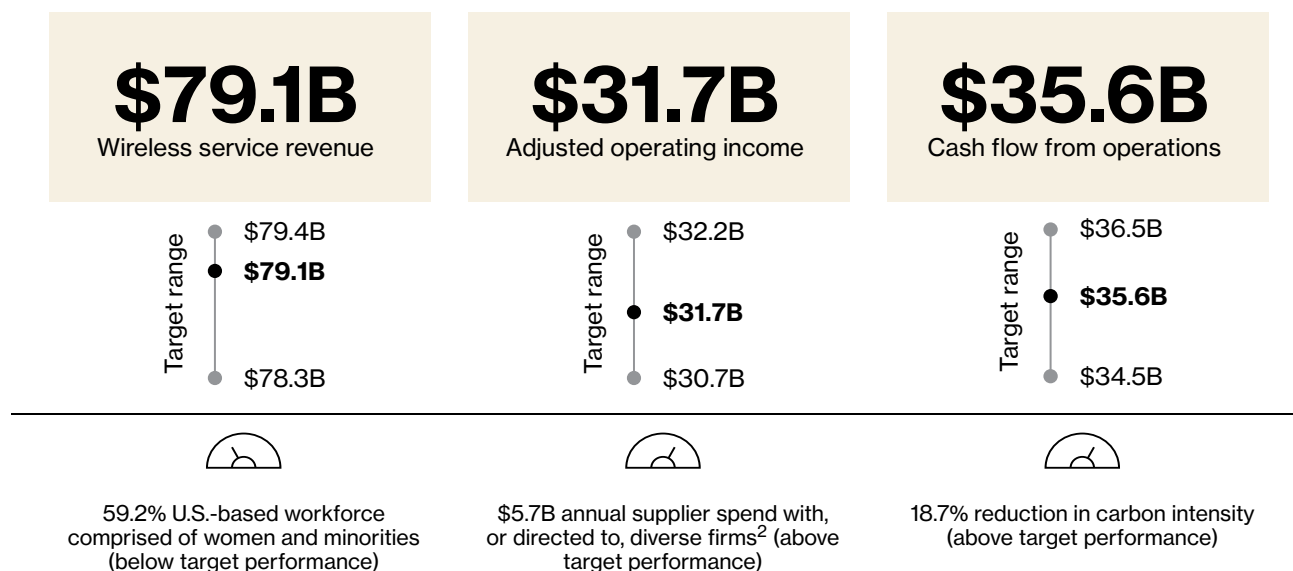 $79.1B
Wireless service revenue
$31.7B
Adjusted operating income
$35.6B
Cash flow from operations
Target range
$79.4B
$79.1B
$78.3B
Target range
$32.2B
$31.7B
$30.7B
Target range
$36.5B
$35.6B
$34.5B
59.2% U.S.-based workforce
comprised of women and minorities
(below target performance)
$5.7B annual supplier spend with,
or directed to, diverse firms2 (above
target performance)
18.7% reduction in carbon intensity
(above target performance)